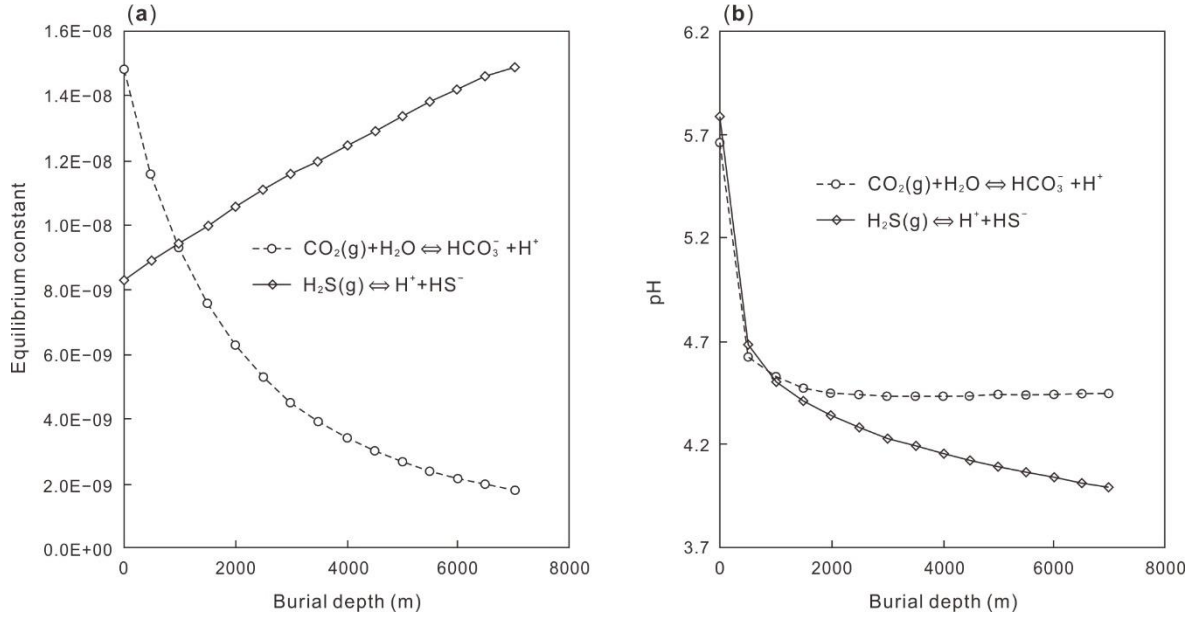 (a)
Equilibrium constant
1.6E−08
1.4E−08
1.2E−08
1.0E−08
8.0E−09
6.0E−09
4.0E−09
2.0E−09
0.0E+00
CO₂(g)+H₂O ⇔ HCO₃⁻ +H⁺
H₂S(g) ⇔ H⁺+HS⁻
0 2000 4000 6000 8000
Burial depth (m)
(b)
pH
6.2
5.7
5.2
4.7
4.2
3.7
CO₂(g)+H₂O ⇔ HCO₃⁻ +H⁺
H₂S(g) ⇔ H⁺+HS⁻
0 2000 4000 6000 8000
Burial depth (m)